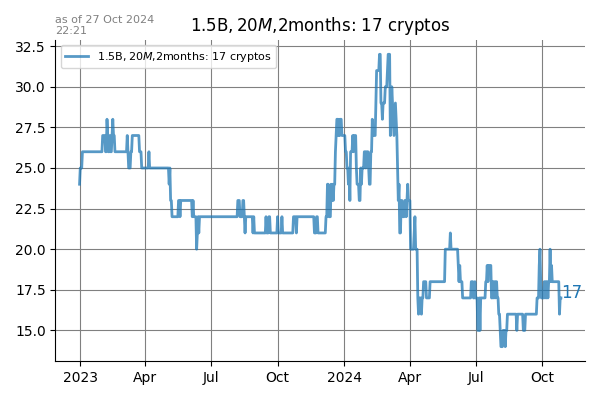 as of 27 Oct 2024
22:21
1.5B, 20M,2months: 17 cryptos
1.5B, 20M,2months: 17 cryptos
32.5
30.0
27.5
25.0
22.5
20.0
17.5
15.0
17
2023
Apr
Jul
Oct
2024
Apr
Jul
Oct